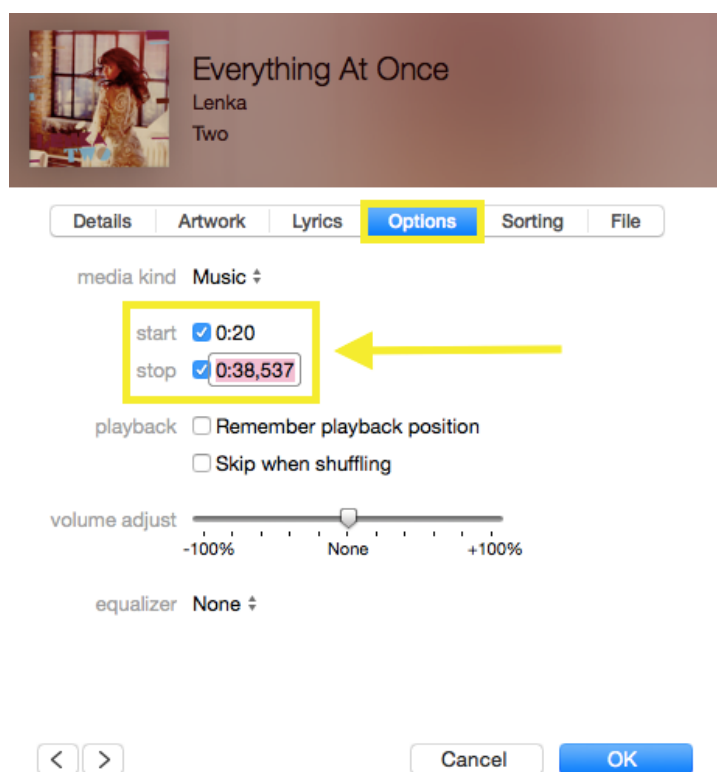 Everything At Once
Lenka
Two
TWO
Details Artwork Lyrics Options Sorting File
media kind Music
start 0:20
stop 0:38,537
playback Remember playback position
Skip when shuffling
volume adjust
-100% None +100%
equalizer None
< > Cancel OK